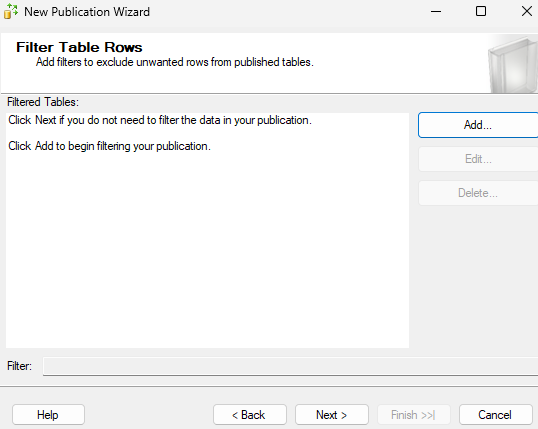 New Publication Wizard
Filter Table Rows
Add filters to exclude unwanted rows from published tables.
Filtered Tables:
Click Next if you do not need to filter the data in your publication.
Click Add to begin filtering your publication.
Add...
Edit...
Delete...
Filter:
Help
< Back
Next >
Finish >>|
Cancel